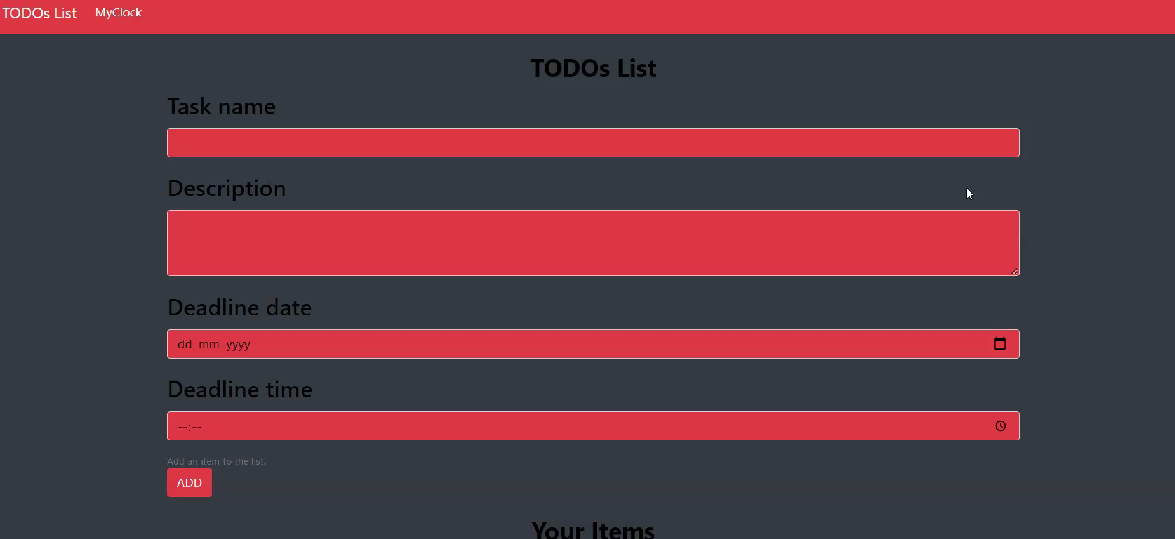 TODOs List MyClock
TODOs List
Task name
Description
Deadline date
dd mm yyyy
Deadline time
--:--
Add an item to the list.
ADD
Your Items